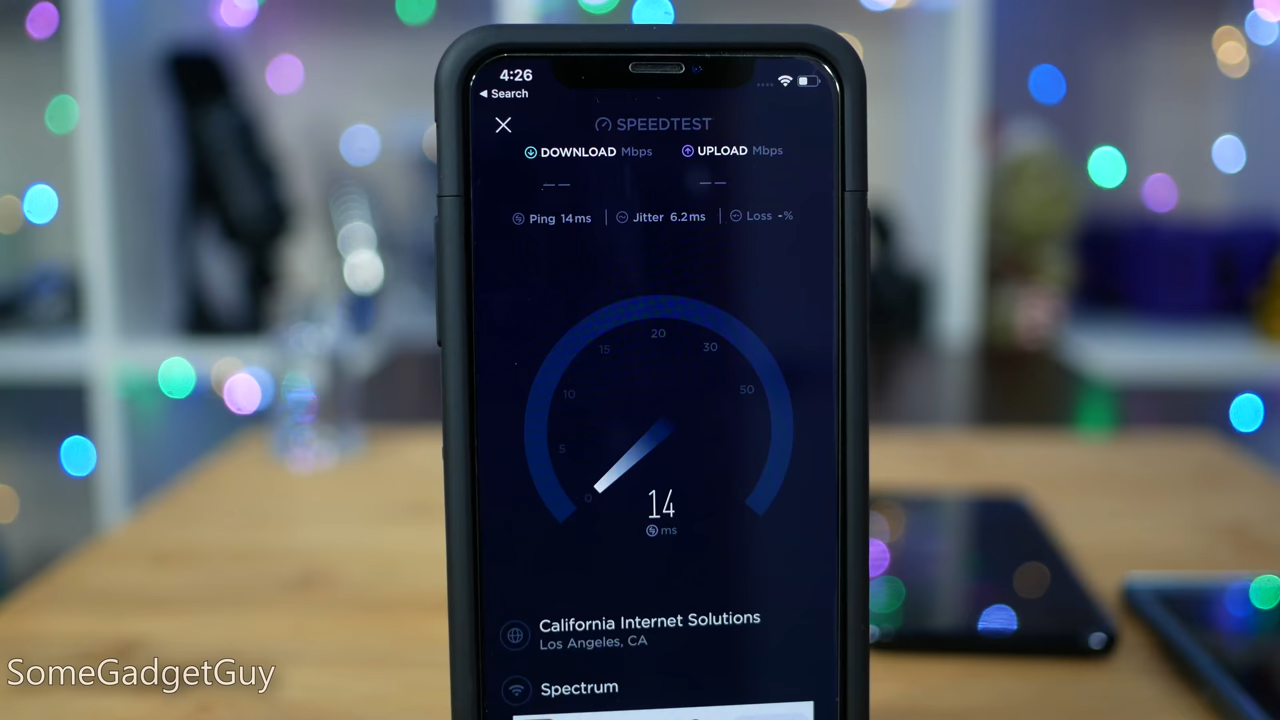 4:26
◀ Search
SPEEDTEST
DOWNLOAD Mbps UPLOAD Mbps
— — — —
Ping 14ms Jitter 6.2ms Loss -%
20
15 30
10 50
5
0
14
ms
California Internet Solutions
Los Angeles, CA
SomeGadgetGuy
Spectrum